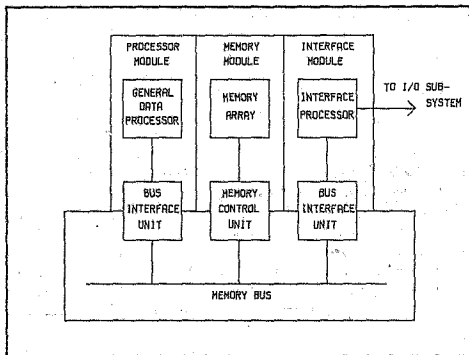 PROCESSOR MODULE
MEMORY MODULE
INTERFACE MODULE
GENERAL DATA PROCESSOR
MEMORY ARRAY
INTERFACE PROCESSOR
TO I/O SUB-SYSTEM
BUS INTERFACE UNIT
MEMORY CONTROL UNIT
BUS INTERFACE UNIT
MEMORY BUS